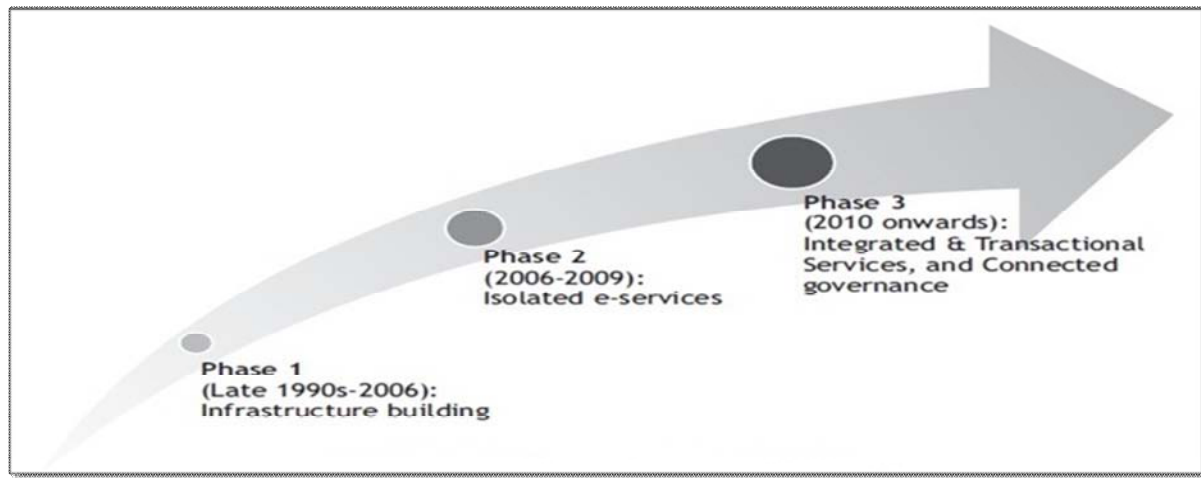 Phase 1
(Late 1990s-2006):
Infrastructure building
Phase 2
(2006-2009):
Isolated e-services
Phase 3
(2010 onwards):
Integrated & Transactional
Services, and Connected
governance